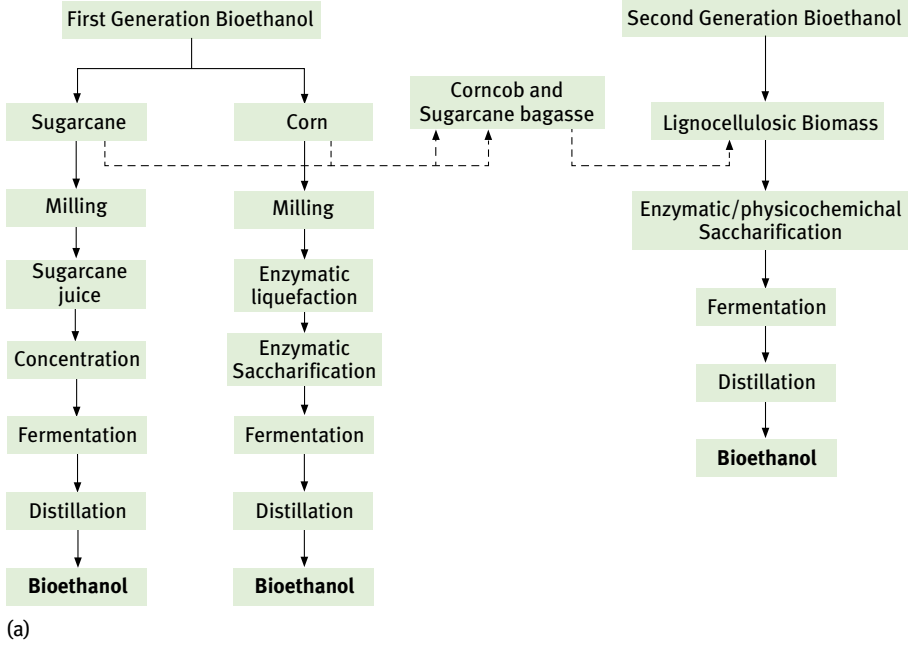 First Generation Bioethanol
Sugarcane
Milling
Sugarcane
juice
Concentration
Fermentation
Distillation
Bioethanol
Corn
Milling
Enzymatic
liquefaction
Enzymatic
Saccharification
Fermentation
Distillation
Bioethanol
Corncob and
Sugarcane bagasse
Second Generation Bioethanol
Lignocellulosic Biomass
Enzymatic/physicochemichal
Saccharification
Fermentation
Distillation
Bioethanol
(a)